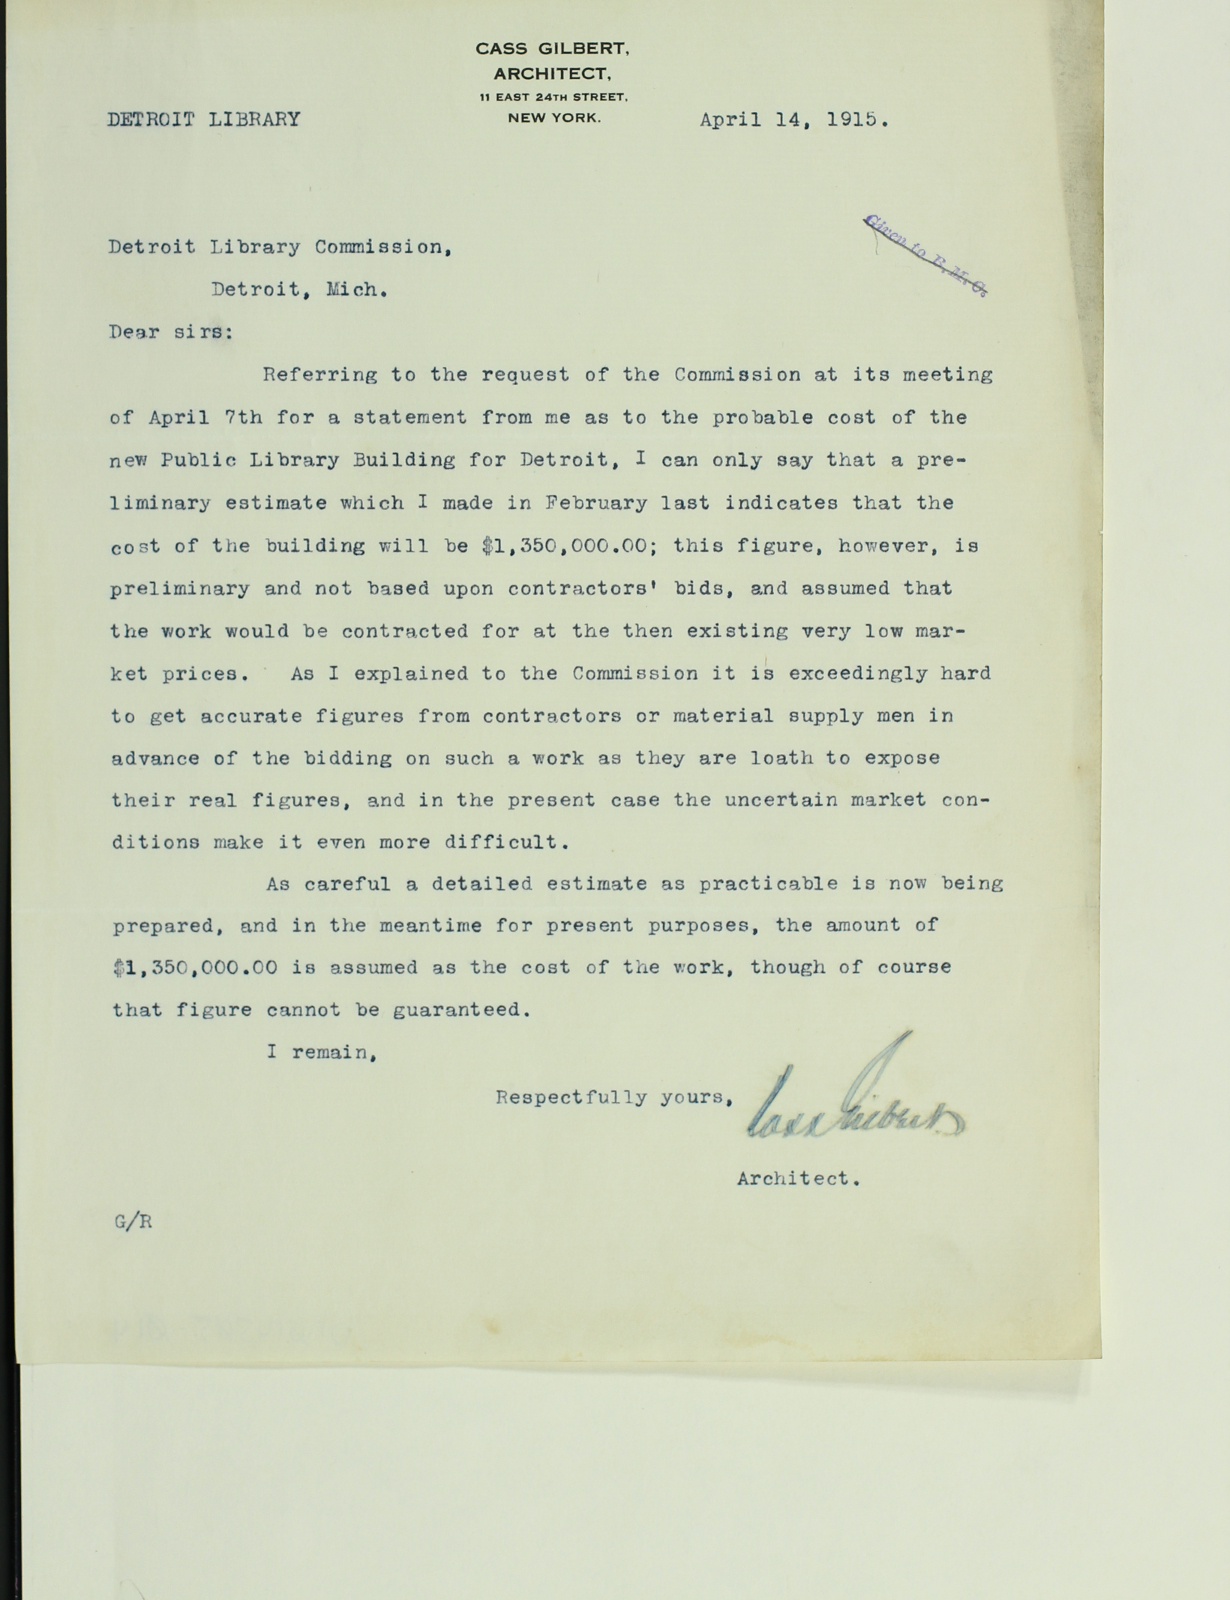 CASS GILBERT,
ARCHITECT,
11 EAST 24TH STREET,
NEW YORK.
DETROIT LIBRARY
April 14, 1915.
Given to E. M. C.
Detroit Library Commission,
Detroit, Mich.
Dear sirs:
Referring to the request of the Commission at its meeting
of April 7th for a statement from me as to the probable cost of the
new Public Library Building for Detroit, I can only say that a pre-
liminary estimate which I made in February last indicates that the
cost of the building will be $1,350,000.00; this figure, however, is
preliminary and not based upon contractors' bids, and assumed that
the work would be contracted for at the then existing very low mar-
ket prices. As I explained to the Commission it is exceedingly hard
to get accurate figures from contractors or material supply men in
advance of the bidding on such a work as they are loath to expose
their real figures, and in the present case the uncertain market con-
ditions make it even more difficult.
As careful a detailed estimate as practicable is now being
prepared, and in the meantime for present purposes, the amount of
$1,350,000.00 is assumed as the cost of the work, though of course
that figure cannot be guaranteed.
I remain,
Respectfully yours,
Cass Gilbert
Architect.
G/R